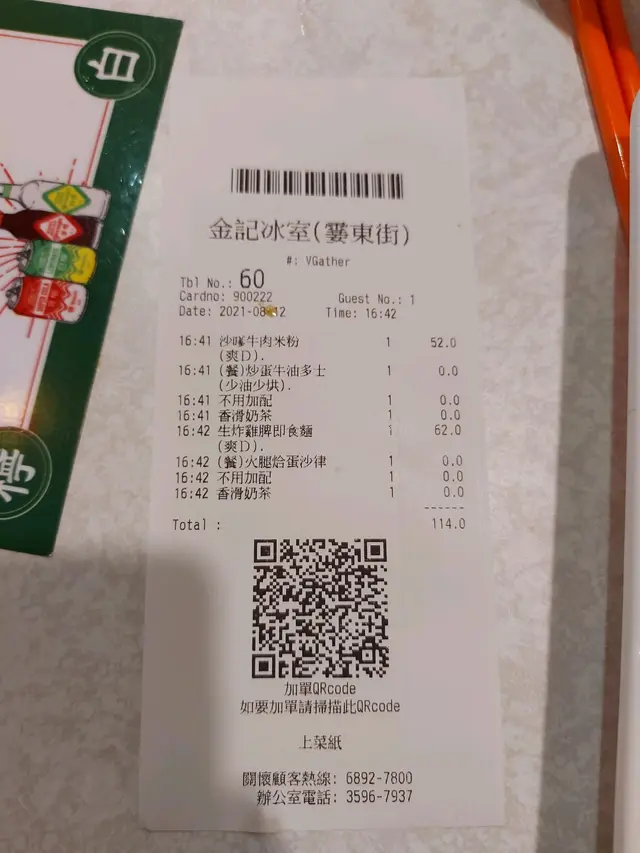 白
金記冰室(霎東街)
#: VGather
Tbl No.: 60
Cardno: 900222 Guest No.: 1
Date: 2021-08-12 Time: 16:42
16:41 沙嗲牛肉米粉 1 52.0
(爽D).
16:41 (餐)炒蛋牛油多士 1 0.0
(少油少烘).
16:41 不用加配 1 0.0
16:41 香滑奶茶 1 0.0
16:42 生炸雞脾即食麵 1 62.0
(爽D).
16:42 (餐)火腿烚蛋沙律 1 0.0
16:42 不用加配 1 0.0
16:42 香滑奶茶 1 0.0
------
Total : 114.0
加單QRcode
如要加單請掃描此QRcode
上菜紙
關懷顧客熱線: 6892-7800
辦公室電話: 3596-7937